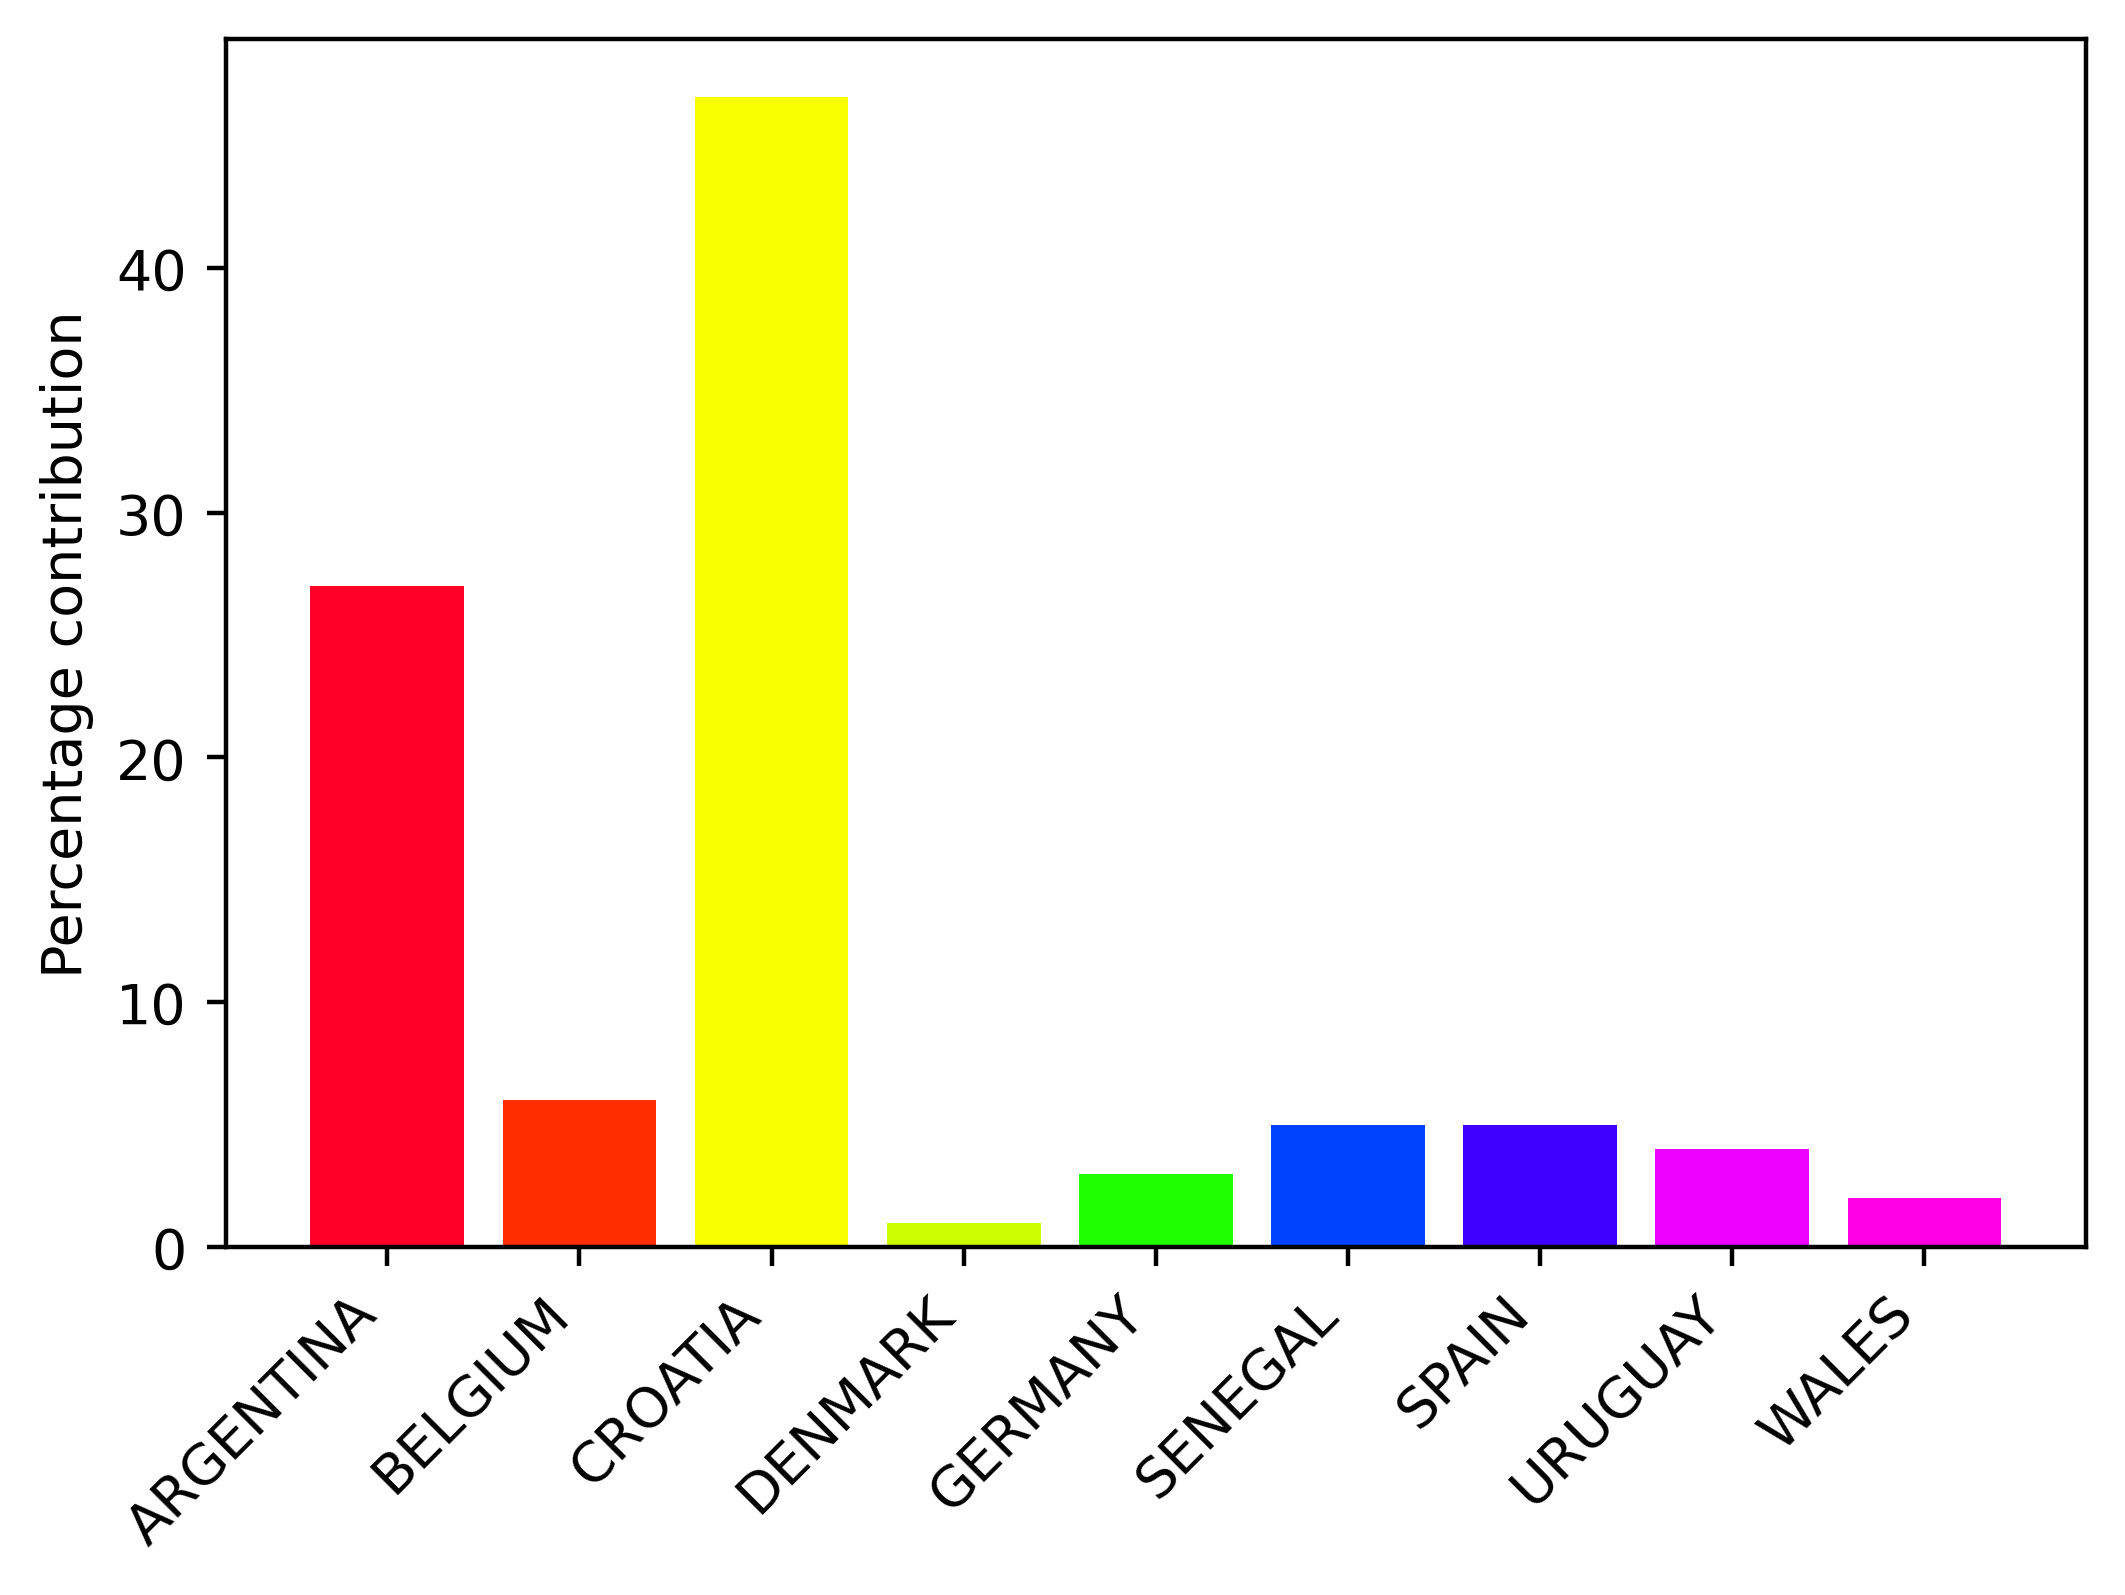 Percentage contribution
40
30
20
10
0
ARGENTINA
BELGIUM
CROATIA
DENMARK
GERMANY
SENEGAL
SPAIN
URUGUAY
WALES